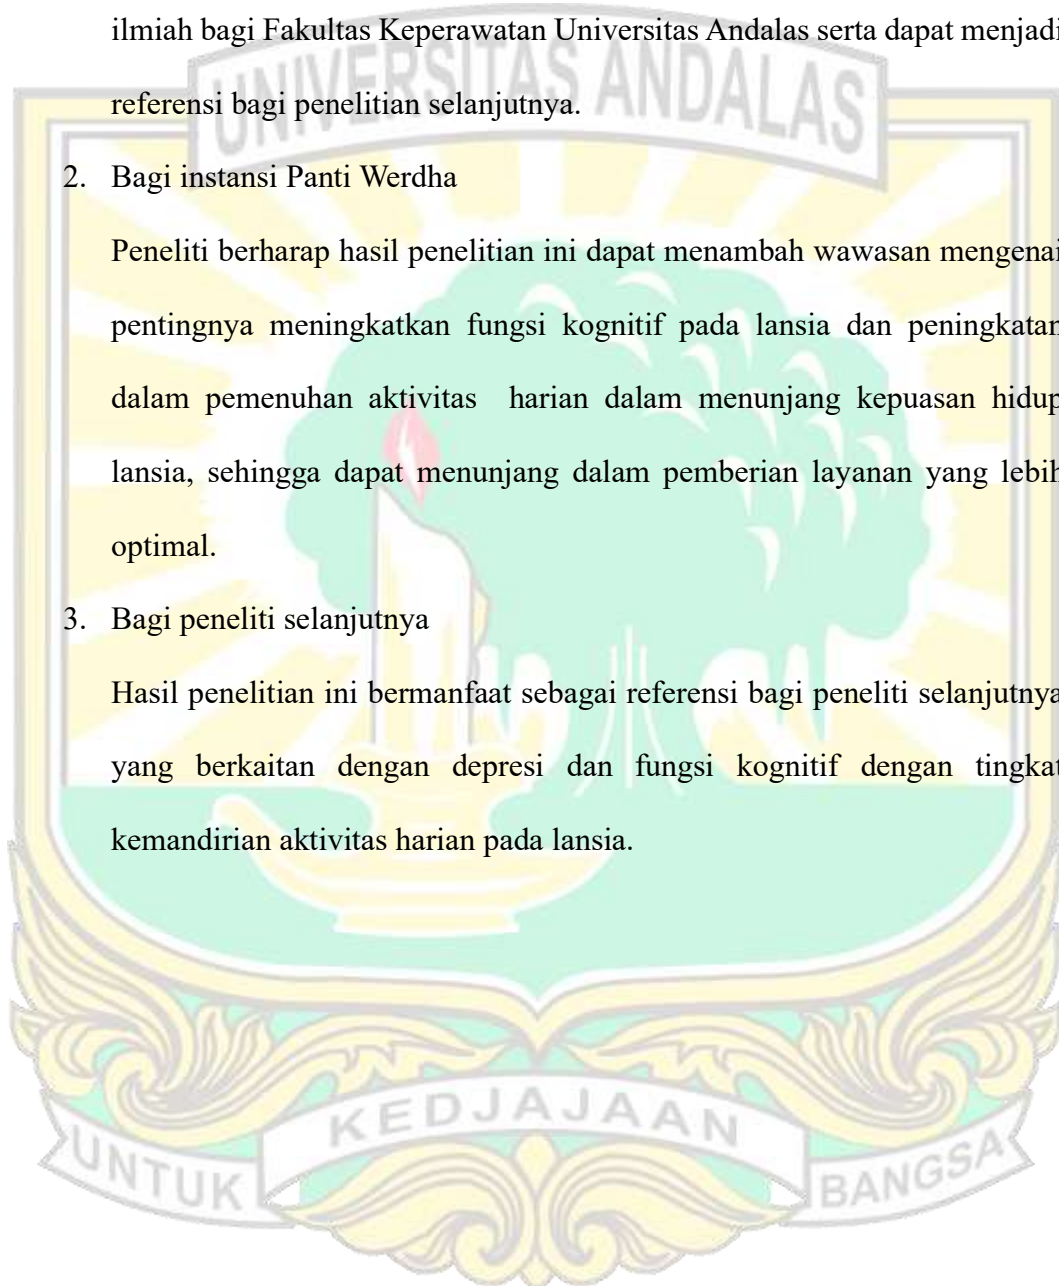 ilmiah bagi Fakultas Keperawatan Universitas Andalas serta dapat menjadi
UNIVERSITAS ANDALAS
referensi bagi penelitian selanjutnya.
2. Bagi instansi Panti Werdha
Peneliti berharap hasil penelitian ini dapat menambah wawasan mengenai
pentingnya meningkatkan fungsi kognitif pada lansia dan peningkatan
dalam pemenuhan aktivitas harian dalam menunjang kepuasan hidup
lansia, sehingga dapat menunjang dalam pemberian layanan yang lebih
optimal.
3. Bagi peneliti selanjutnya
Hasil penelitian ini bermanfaat sebagai referensi bagi peneliti selanjutnya
yang berkaitan dengan depresi dan fungsi kognitif dengan tingkat
kemandirian aktivitas harian pada lansia.
UNTUK KEDJAJAAN BANGSA